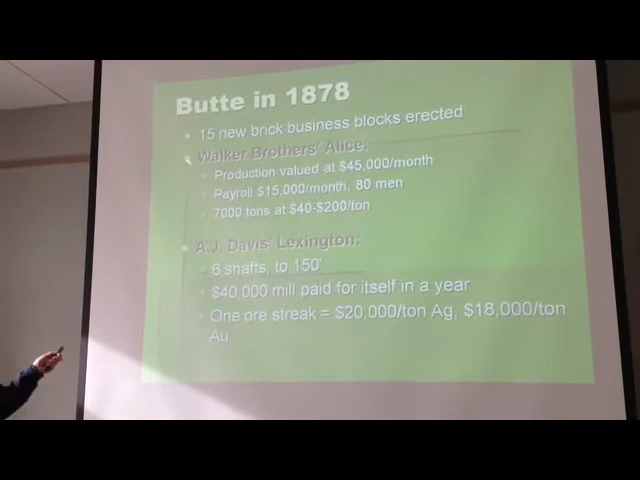 Butte in 1878
• 15 new brick business blocks erected
• Walker Brothers' Alice:
• Production valued at $45,000/month
• Payroll $15,000/month, 80 men
• 7000 tons at $40-$200/ton
• A.J. Davis' Lexington:
– 6 shafts, to 150'
• $40,000 mill paid for itself in a year
• One ore streak = $20,000/ton Ag, $18,000/ton
Au